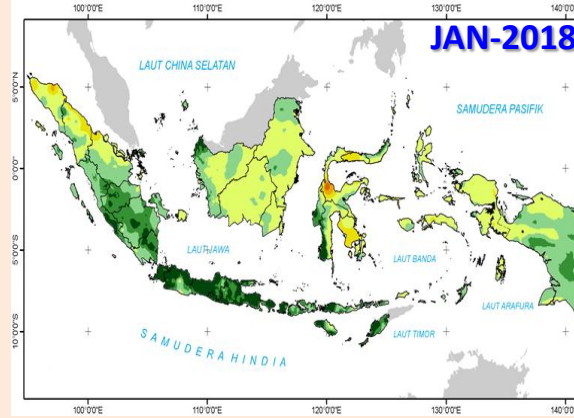 100°0'0"E 110°0'0"E 120°0'0"E 130°0'0"E 140°0'0
JAN-2018
LAUT CHINA SELATAN
5°0'0"N
SAMUDERA PASIFIK
0°0'0"
LAUT JAWA
5°0'0"S
LAUT BANDA
LAUT ARAFURA
10°0'0"S
SAMUDERA HINDIA
LAUT TIMOR
100°0'0"E 110°0'0"E 120°0'0"E 130°0'0"E 140°0'0